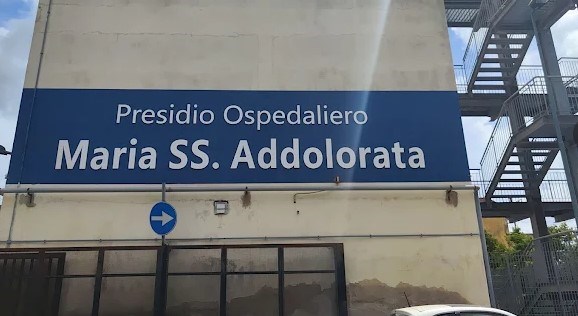 Presidio Ospedaliero
Maria SS. Addolorata